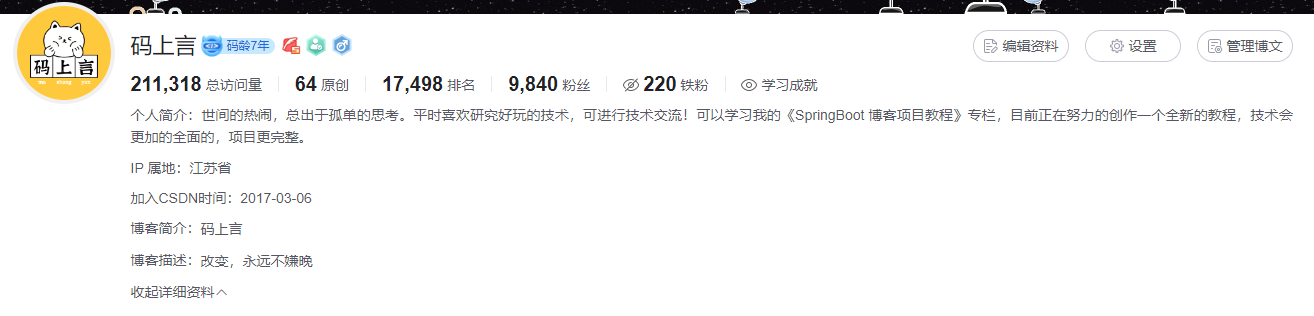 码上言
码上言 码龄7年 编辑资料 设置 管理博文
211,318 总访问量 64 原创 17,498 排名 9,840 粉丝 220 铁粉 学习成就
个人简介：世间的热闹，总出于孤单的思考。平时喜欢研究好玩的技术，可进行技术交流！可以学习我的《SpringBoot 博客项目教程》专栏，目前正在努力的创作一个全新的教程，技术会
更加的全面的，项目更完整。
IP 属地：江苏省
加入CSDN时间：2017-03-06
博客简介：码上言
博客描述：改变，永远不嫌晚
收起详细资料